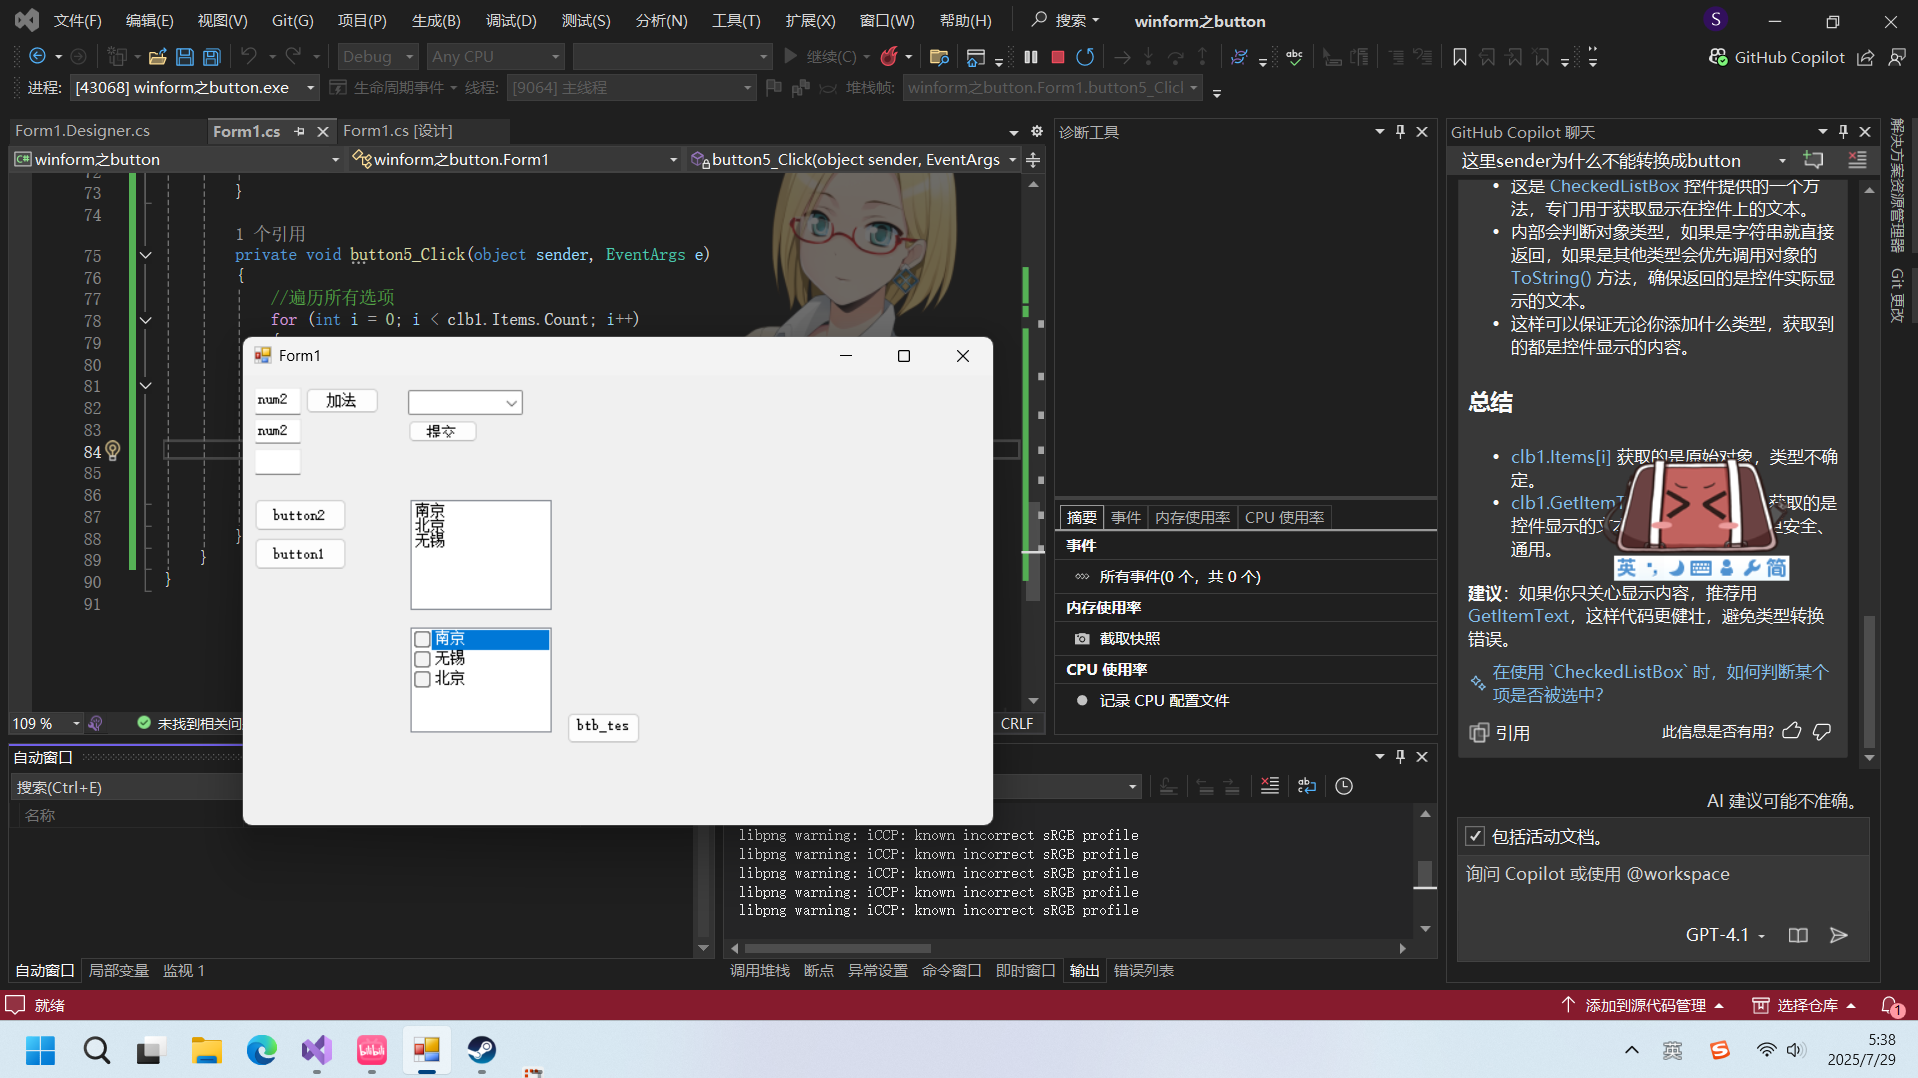 文件(F) 编辑(E) 视图(V) Git(G) 项目(P) 生成(B) 调试(D) 测试(S) 分析(N) 工具(T) 扩展(X) 窗口(W) 帮助(H) 搜索 winform之button S
Debug Any CPU 继续(C) GitHub Copilot
进程: [43068] winform之button.exe 生命周期事件 线程: [9064] 主线程 堆栈帧: winform之button.Form1.button5_Clicl
Form1.Designer.cs Form1.cs Form1.cs [设计]
winform之button winform之button.Form1 button5_Click(object sender, EventArgs
72
73 }
74
1 个引用
75 private void button5_Click(object sender, EventArgs e)
76 {
77 //遍历所有选项
78 for (int i = 0; i < clb1.Items.Count; i++)
79
80
81
82
83
84
85
86
87
88 }
89 }
90 }
91
109 % 未找到相关问
CRLF
Form1
num2 加法
num2 提交
button2
button1
南京
北京
无锡
南京
无锡
北京
btb_tes
自动窗口
搜索(Ctrl+E)
名称
自动窗口 局部变量 监视 1
诊断工具
摘要 事件 内存使用率 CPU 使用率
事件
所有事件(0 个，共 0 个)
内存使用率
截取快照
CPU 使用率
记录 CPU 配置文件
libpng warning: iCCP: known incorrect sRGB profile
libpng warning: iCCP: known incorrect sRGB profile
libpng warning: iCCP: known incorrect sRGB profile
libpng warning: iCCP: known incorrect sRGB profile
libpng warning: iCCP: known incorrect sRGB profile
调用堆栈 断点 异常设置 命令窗口 即时窗口 输出 错误列表
GitHub Copilot 聊天
这里sender为什么不能转换成button
• 这是 CheckedListBox 控件提供的一个方
法，专门用于获取显示在控件上的文本。
• 内部会判断对象类型，如果是字符串就直接
返回，如果是其他类型会优先调用对象的
ToString() 方法，确保返回的是控件实际显
示的文本。
• 这样可以保证无论你添加什么类型，获取到
的都是控件显示的内容。
总结
• clb1.Items[i] 获取的是原始对象，类型不确
定。
• clb1.GetItemT 获取的是
控件显示的文 安全、
通用。
英 简
建议：如果你只关心显示内容，推荐用
GetItemText，这样代码更健壮，避免类型转换
错误。
在使用 `CheckedListBox` 时，如何判断某个
项是否被选中?
引用 此信息是否有用?
AI 建议可能不准确。
包括活动文档。
询问 Copilot 或使用 @workspace
GPT-4.1
解决方案资源管理器
Git 更改
就绪 添加到源代码管理 选择仓库 1
bilibili
英 S
5:38
2025/7/29